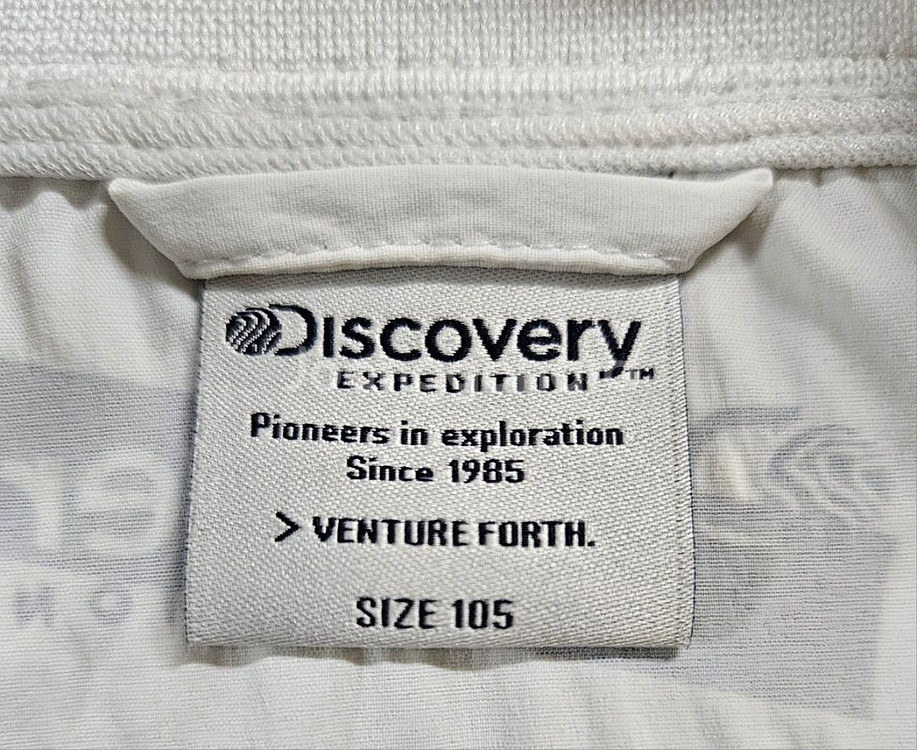 DISCOVERY
EXPEDITION™
Pioneers in exploration
Since 1985
> VENTURE FORTH.
SIZE 105